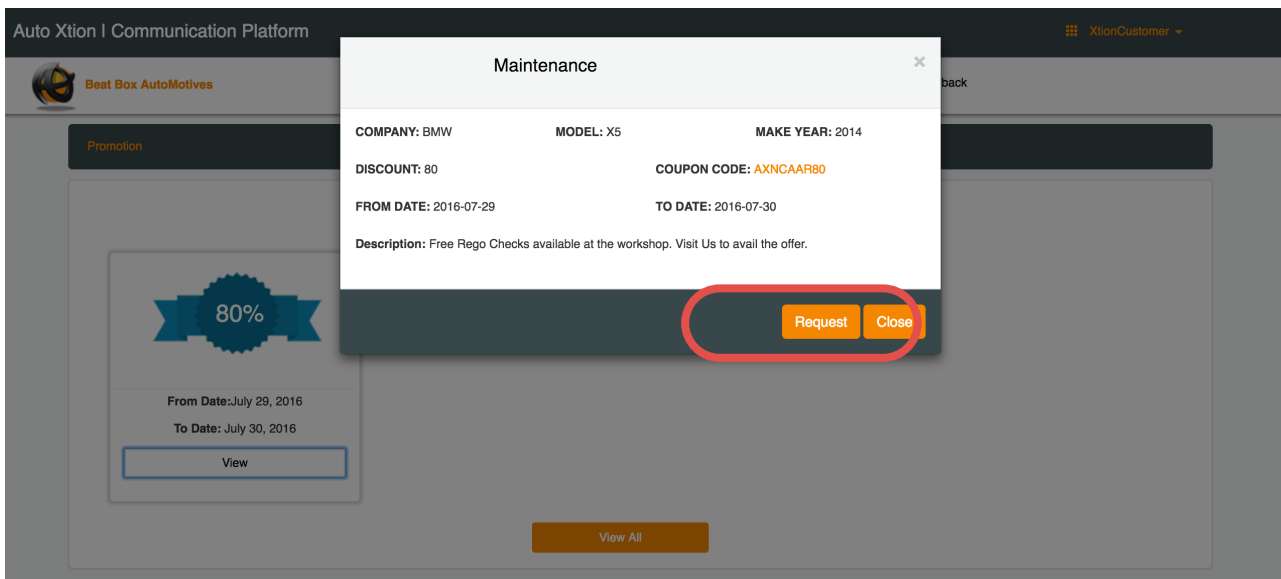 Auto Xtion I Communication Platform
XtionCustomer
Maintenance
×
Beat Box AutoMotives
back
COMPANY: BMW MODEL: X5 MAKE YEAR: 2014
Promotion
DISCOUNT: 80 COUPON CODE: AXNCAAR80
FROM DATE: 2016-07-29 TO DATE: 2016-07-30
Description: Free Rego Checks available at the workshop. Visit Us to avail the offer.
80%
Request Close
From Date:July 29, 2016
To Date: July 30, 2016
View
View All